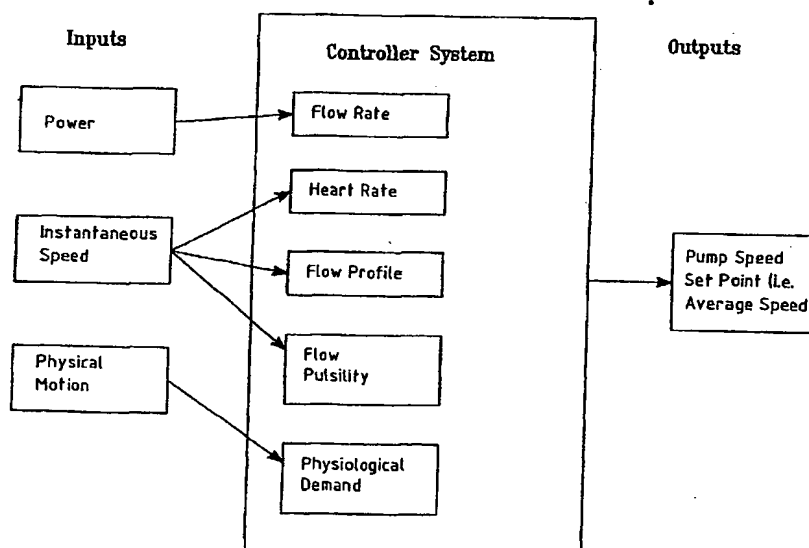 Inputs
Controller System
Outputs
Power
Flow Rate
Heart Rate
Instantaneous
Speed
Flow Profile
Pump Speed
Set Point (i.e.
Average Speed
Physical
Motion
Flow
Pulsility
Physiological
Demand